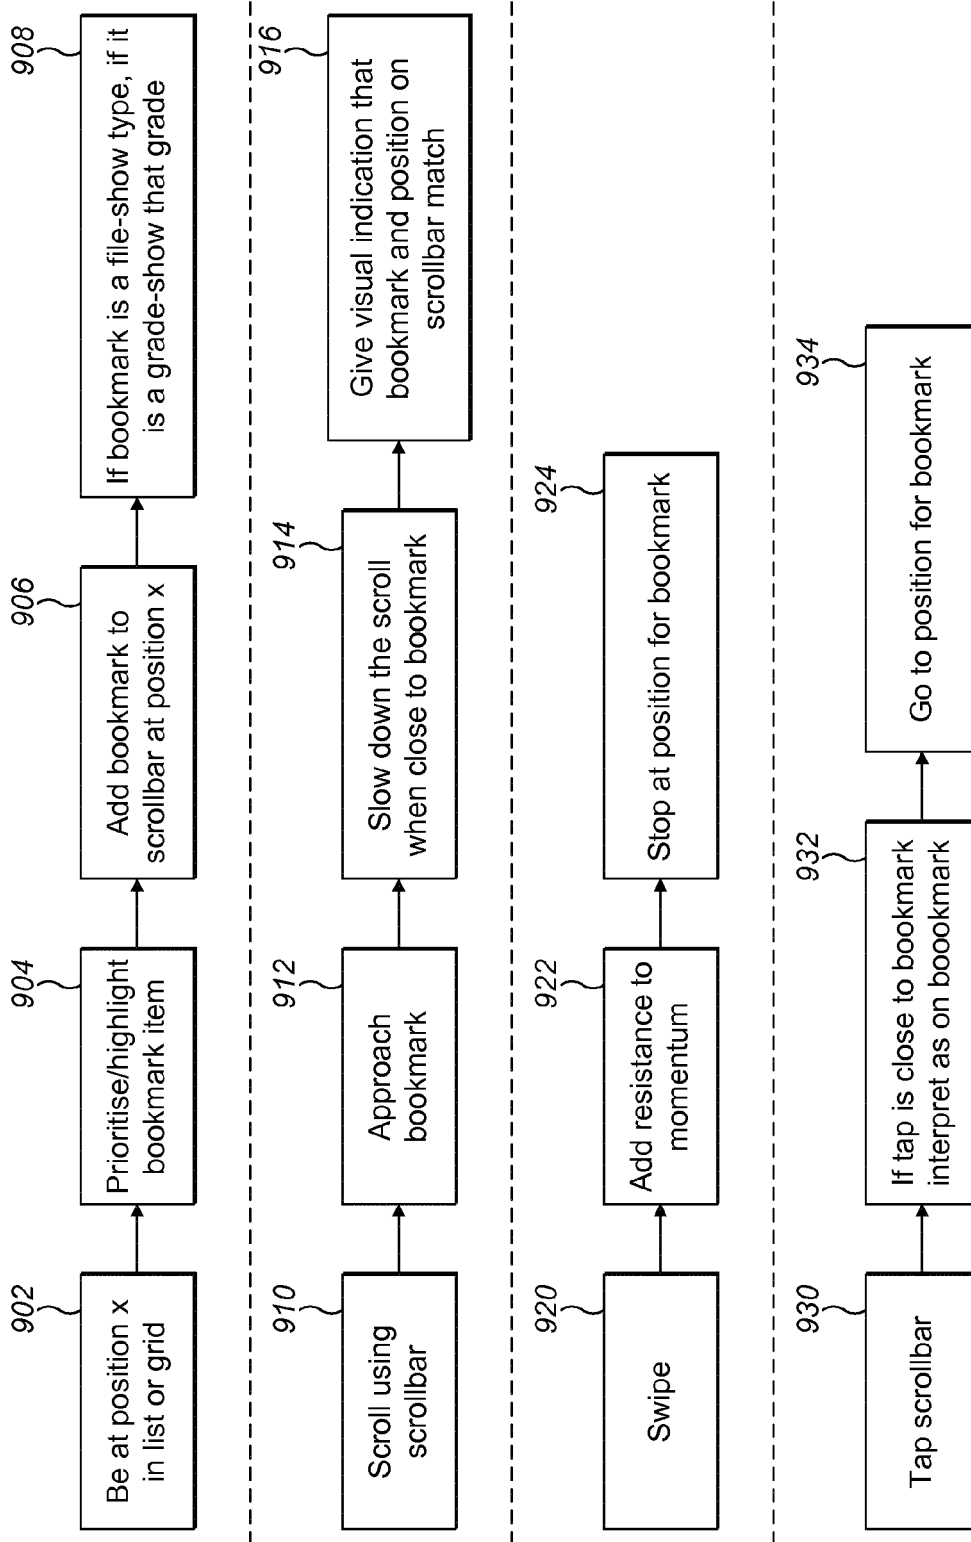 902
Be at position x
in list or grid
904
Prioritise/highlight
bookmark item
906
Add bookmark to
scrollbar at position x
908
If bookmark is a file-show type, if it
is a grade-show that grade
910
Scroll using
scrollbar
912
Approach
bookmark
914
Slow down the scroll
when close to bookmark
916
Give visual indication that
bookmark and position on
scrollbar match
920
Swipe
922
Add resistance to
momentum
924
Stop at position for bookmark
930
Tap scrollbar
932
If tap is close to bookmark
interpret as on boookmark
934
Go to position for bookmark